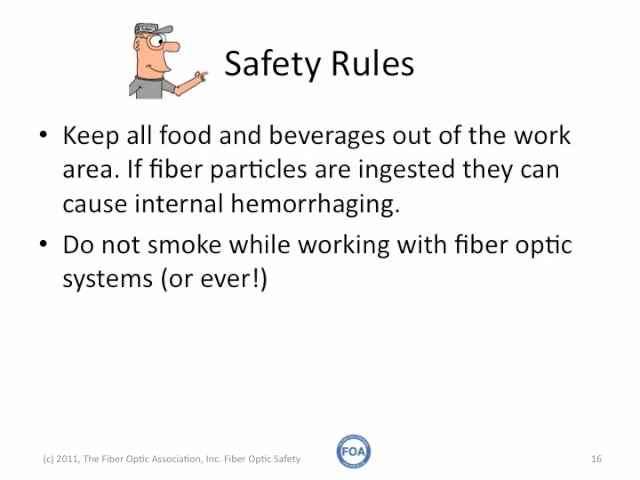 Safety Rules
• Keep all food and beverages out of the work
area. If fiber particles are ingested they can
cause internal hemorrhaging.
• Do not smoke while working with fiber optic
systems (or ever!)
(c) 2011, The Fiber Optic Association, Inc. Fiber Optic Safety
FOA
16